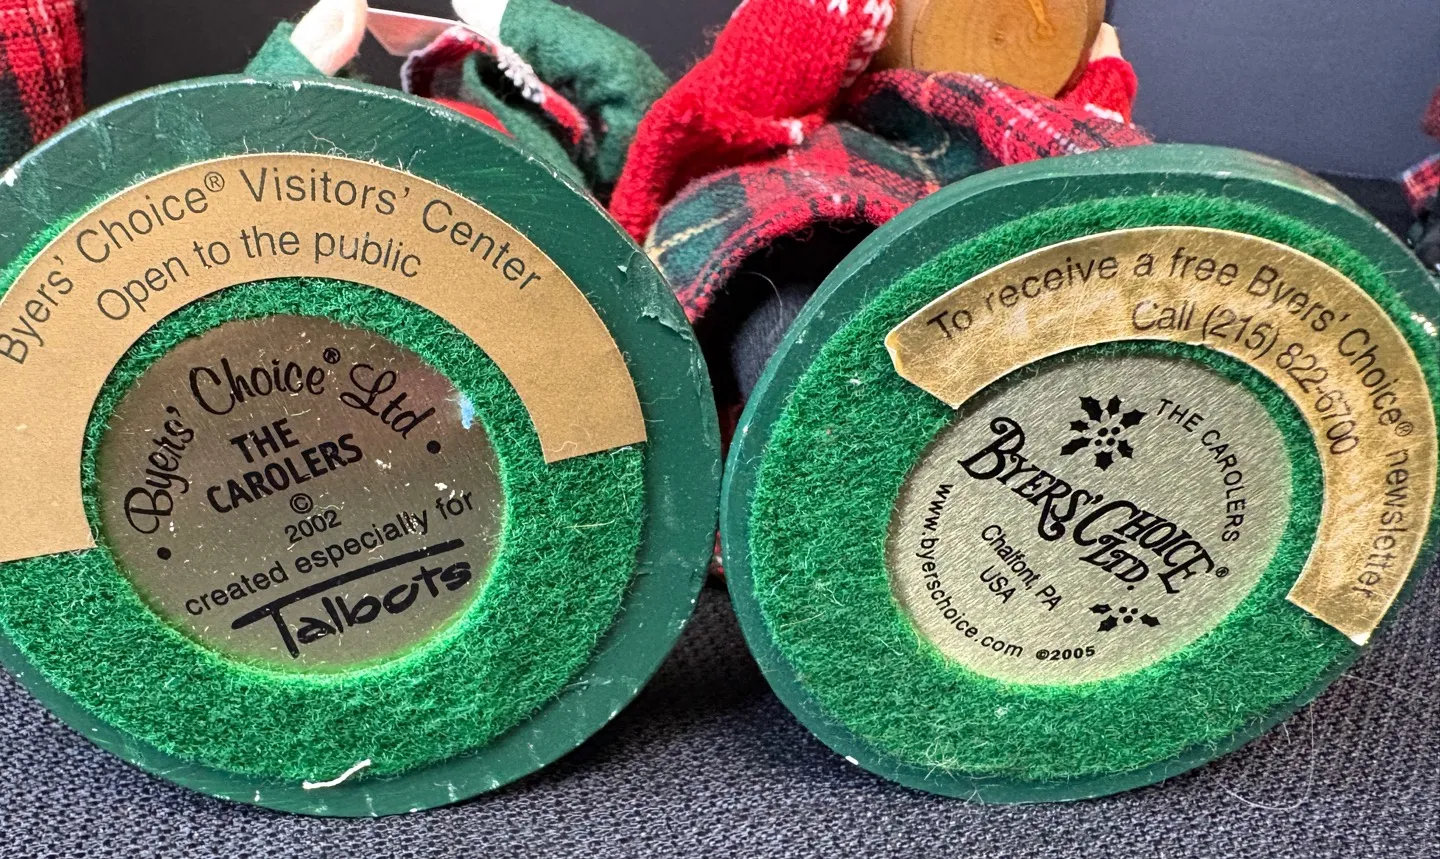 Byers' Choice® Visitors' Center
Open to the public
Byers' Choice® Ltd
THE
CAROLERS
©
2002
created especially for
Talbots
To receive a free Byers' Choice® newsletter
Call (215) 822-6700
THE CAROLERS
BYERS' CHOICE
LTD.®
Chalfont, PA
USA
www.byerschoice.com ©2005